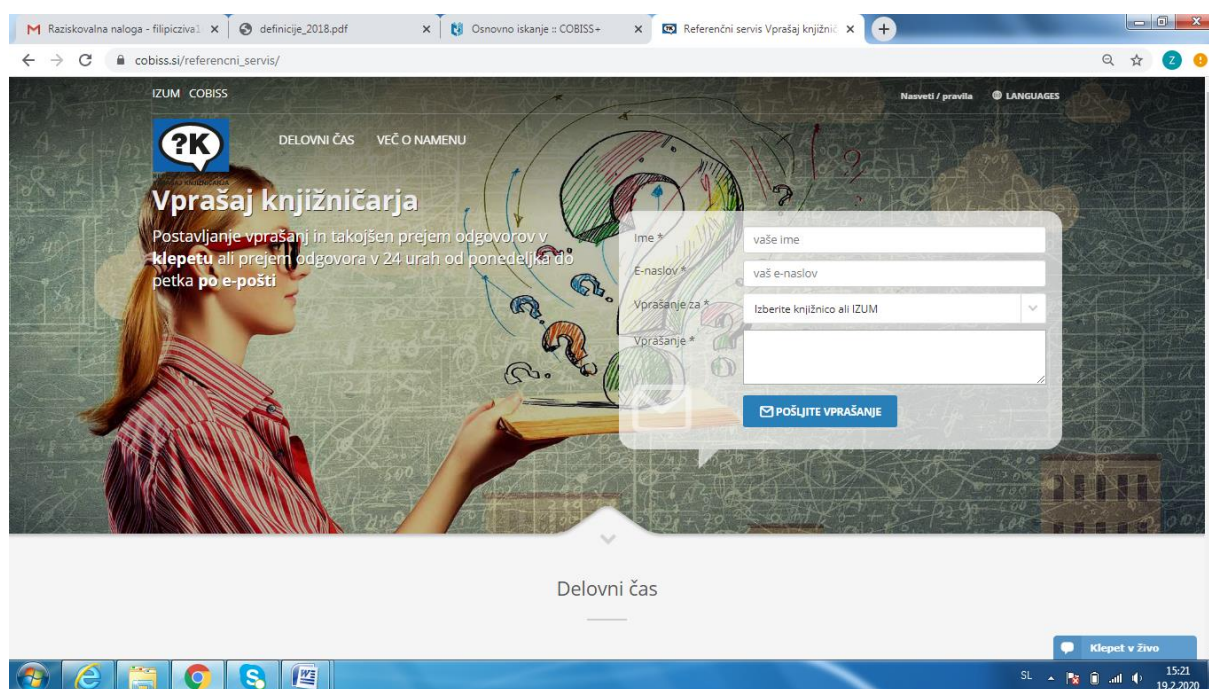 Raziskovalna naloga - filipicziva1
definicije_2018.pdf
Osnovno iskanje :: COBISS+
Referenčni servis Vprašaj knjižnič
cobiss.si/referencni_servis/
Z
IZUM COBISS
Nasveti / pravila
LANGUAGES
?K
DELOVNI ČAS
VEČ O NAMENU
Vprašaj knjižničarja
Postavljanje vprašanj in takojšen prejem odgovorov v
klepetu ali prejem odgovora v 24 urah od ponedeljka do
petka po e-pošti
Ime *
vaše ime
E-naslov *
vaš e-naslov
Vprašanje za *
Izberite knjižnico ali IZUM
Vprašanje *
POŠLJITE VPRAŠANJE
Delovni čas
Klepet v živo
SL
15:21
19.2.2020